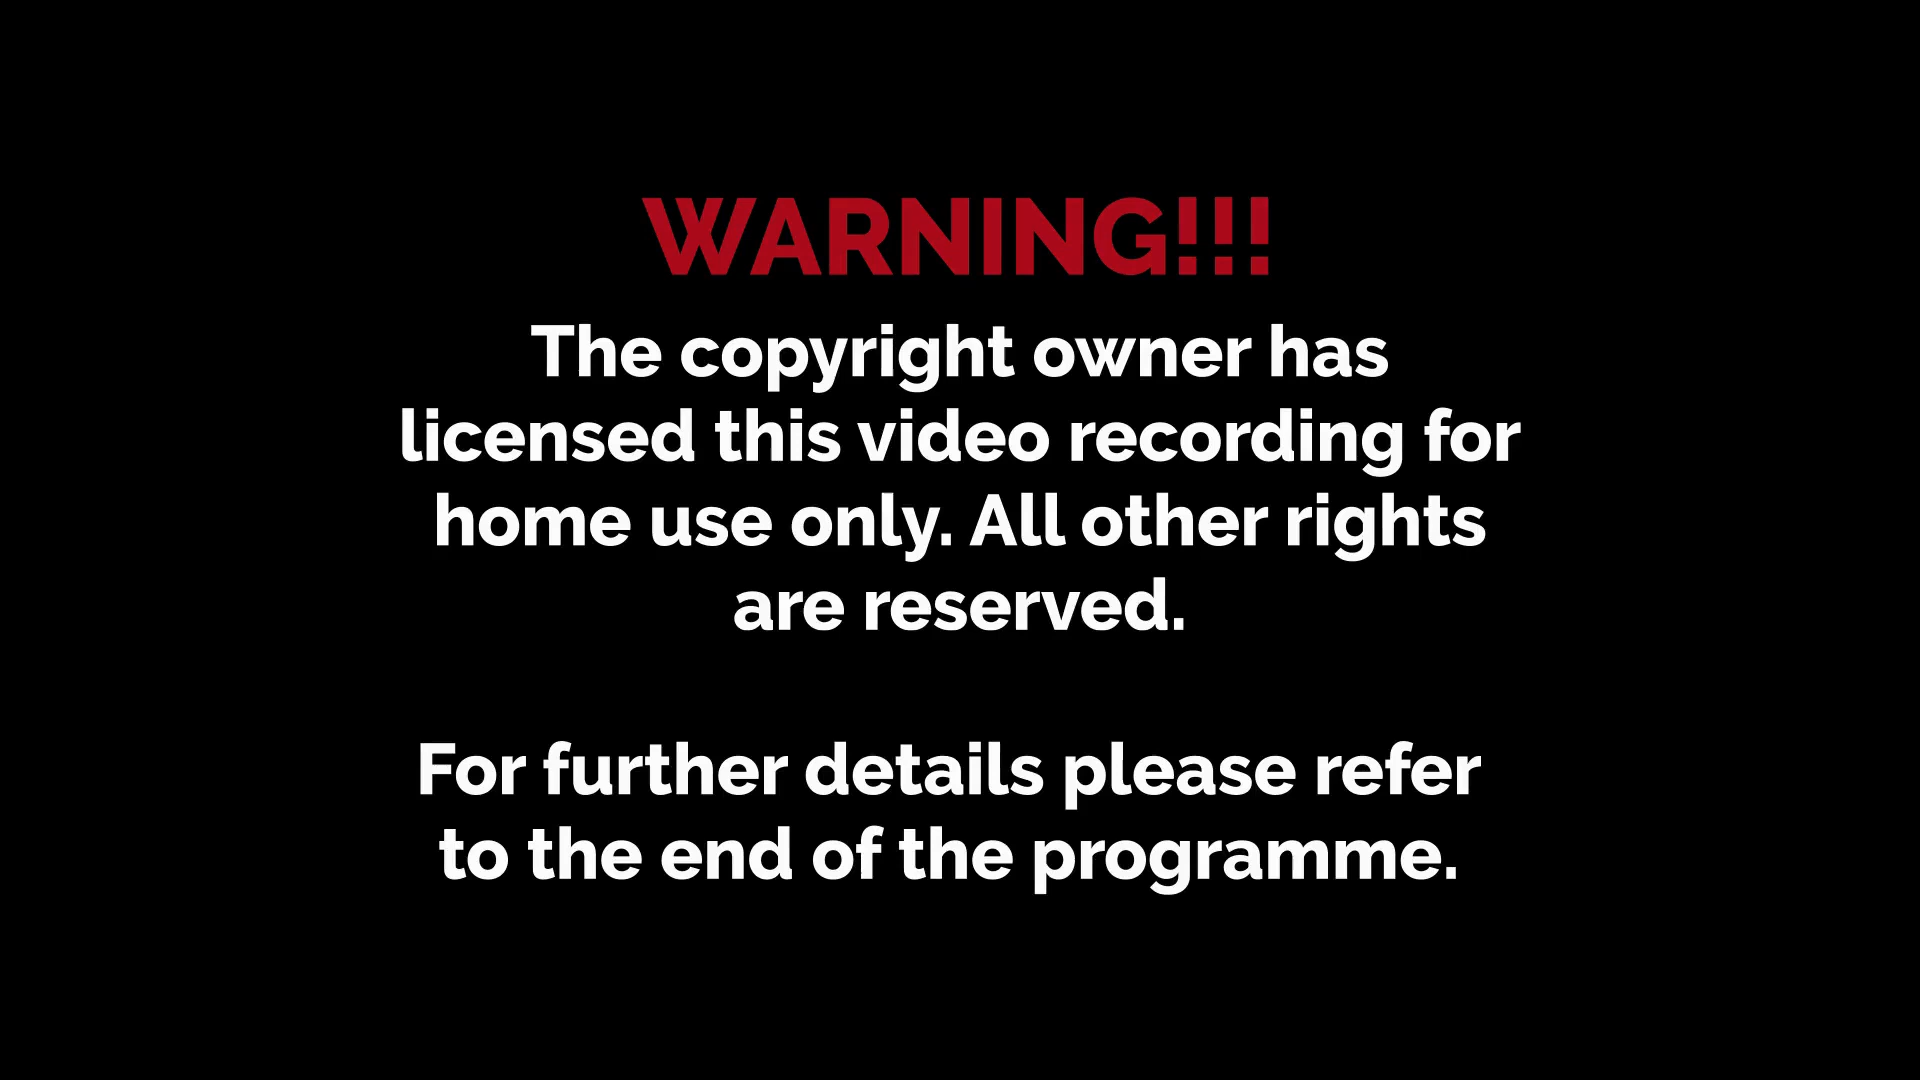 WARNING!!!
The copyright owner has
licensed this video recording for
home use only. All other rights
are reserved.
For further details please refer
to the end of the programme.